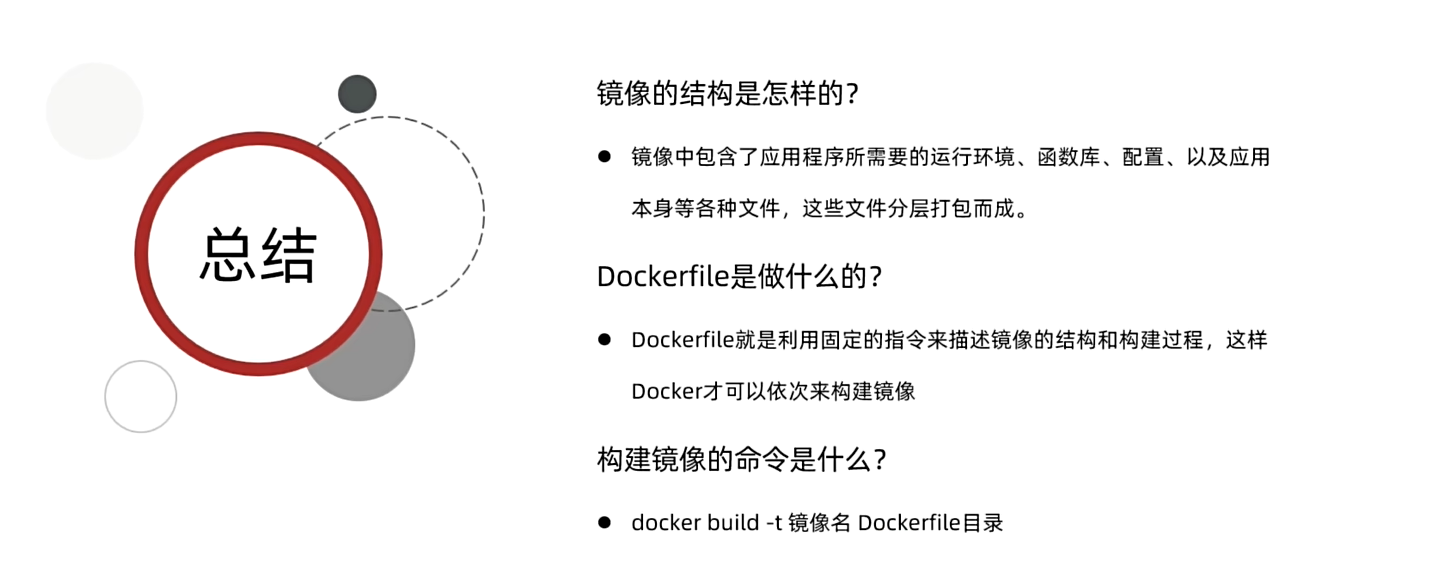 总结
镜像的结构是怎样的？
● 镜像中包含了应用程序所需要的运行环境、函数库、配置、以及应用
本身等各种文件，这些文件分层打包而成。
Dockerfile是做什么的？
● Dockerfile就是利用固定的指令来描述镜像的结构和构建过程，这样
Docker才可以依次来构建镜像
构建镜像的命令是什么？
● docker build -t 镜像名 Dockerfile目录